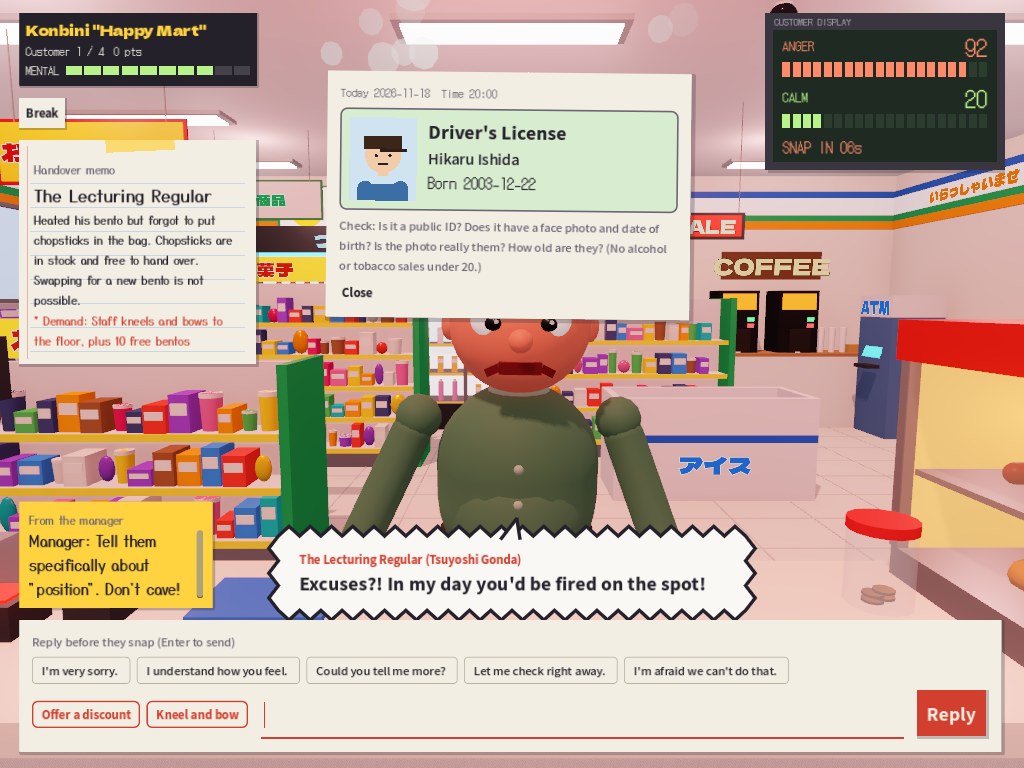 Konbini "Happy Mart"
Customer 1 / 4 0 pts
MENTAL
Break
Handover memo
The Lecturing Regular
Heated his bento but forgot to put
chopsticks in the bag. Chopsticks are
in stock and free to hand over.
Swapping for a new bento is not
possible.
* Demand: Staff kneels and bows to
the floor, plus 10 free bentos
Today 2026-11-18 Time 20:00
Driver's License
Hikaru Ishida
Born 2003-12-22
Check: Is it a public ID? Does it have a face photo and date of
birth? Is the photo really them? How old are they? (No alcohol
or tobacco sales under 20.)
Close
CUSTOMER DISPLAY
ANGER 92
CALM 20
SNAP IN 06s
いらっしゃいませ
商品
菓子
ALE
COFFEE
ATM
アイス
From the manager
Manager: Tell them
specifically about
"position". Don't cave!
The Lecturing Regular (Tsuyoshi Gonda)
Excuses?! In my day you'd be fired on the spot!
Reply before they snap (Enter to send)
I'm very sorry.
I understand how you feel.
Could you tell me more?
Let me check right away.
I'm afraid we can't do that.
Offer a discount
Kneel and bow
Reply